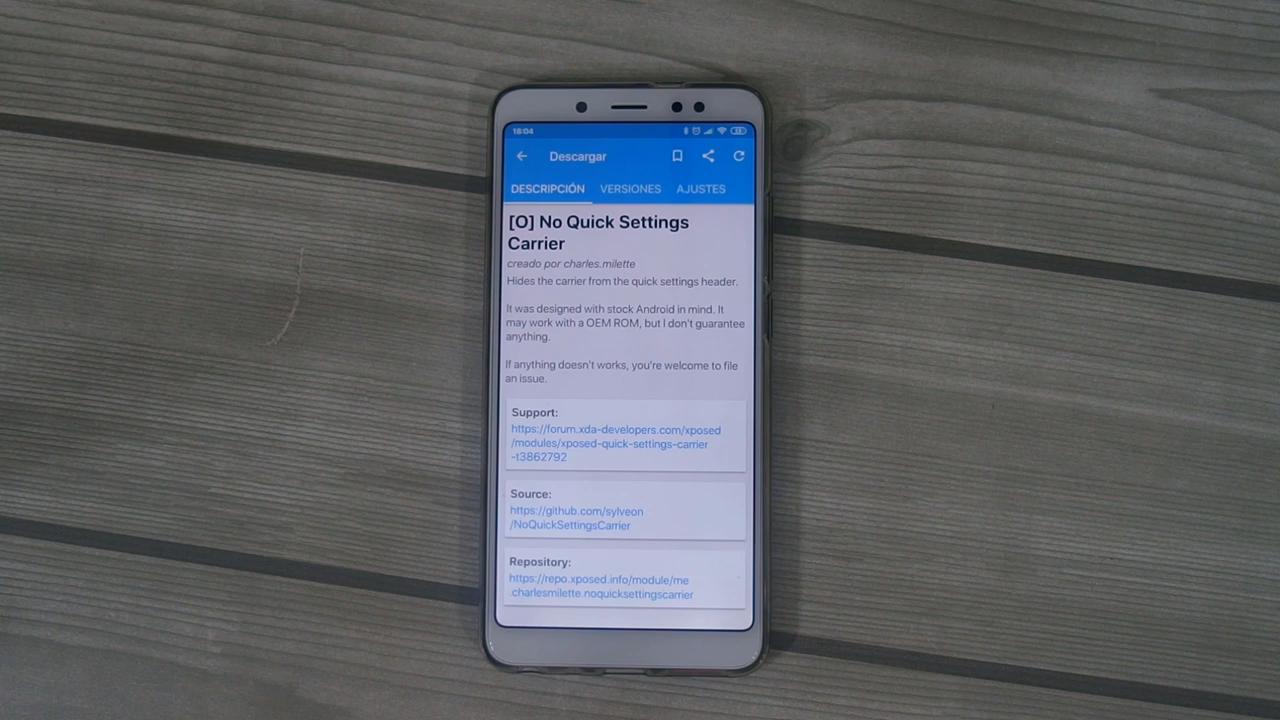 18:04
Descargar
DESCRIPCIÓN VERSIONES AJUSTES
[O] No Quick Settings
Carrier
creado por charles.milette
Hides the carrier from the quick settings header.
It was designed with stock Android in mind. It
may work with a OEM ROM, but I don't guarantee
anything.
If anything doesn't works, you're welcome to file
an issue.
Support:
https://forum.xda-developers.com/xposed
/modules/xposed-quick-settings-carrier
-t3862792
Source:
https://github.com/sylveon
/NoQuickSettingsCarrier
Repository:
https://repo.xposed.info/module/me
.charlesmilette.noquicksettingscarrier